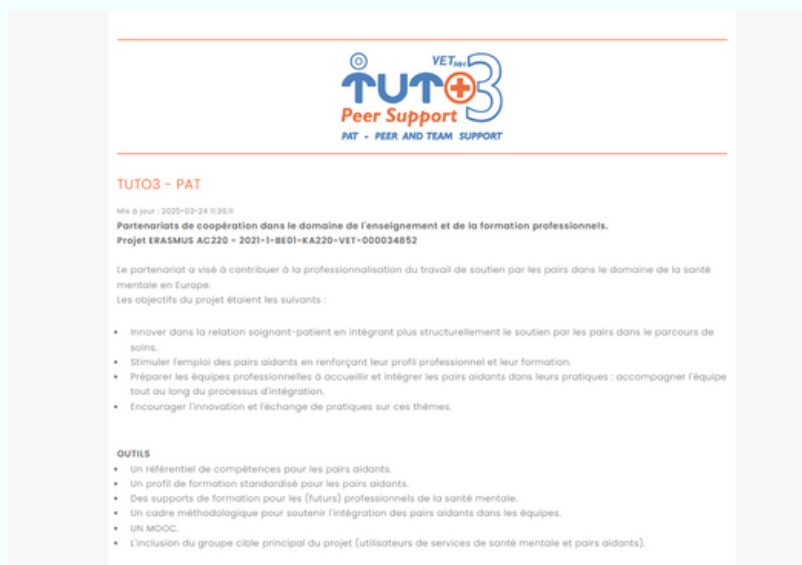 VET MH
TUTO3
Peer Support
PAT - PEER AND TEAM SUPPORT
TUTO3 - PAT
Mis à jour : 2025-03-24 11:36:11
Partenariats de coopération dans le domaine de l'enseignement et de la formation professionnels.
Projet ERASMUS AC220 - 2021-1-BE01-KA220-VET-000034852
Le partenariat a visé à contribuer à la professionnalisation du travail de soutien par les pairs dans le domaine de la santé
mentale en Europe.
Les objectifs du projet étaient les suivants :
• Innover dans la relation soignant-patient en intégrant plus structurellement le soutien par les pairs dans le parcours de
soins.
• Stimuler l'emploi des pairs aidants en renforçant leur profil professionnel et leur formation.
• Préparer les équipes professionnelles à accueillir et intégrer les pairs aidants dans leurs pratiques : accompagner l'équipe
tout au long du processus d'intégration.
• Encourager l'innovation et l'échange de pratiques sur ces thèmes.
OUTILS
• Un référentiel de compétences pour les pairs aidants.
• Un profil de formation standardisé pour les pairs aidants.
• Des supports de formation pour les (futurs) professionnels de la santé mentale.
• Un cadre méthodologique pour soutenir l'intégration des pairs aidants dans les équipes.
• UN MOOC.
• L'inclusion du groupe cible principal du projet (utilisateurs de services de santé mentale et pairs aidants).